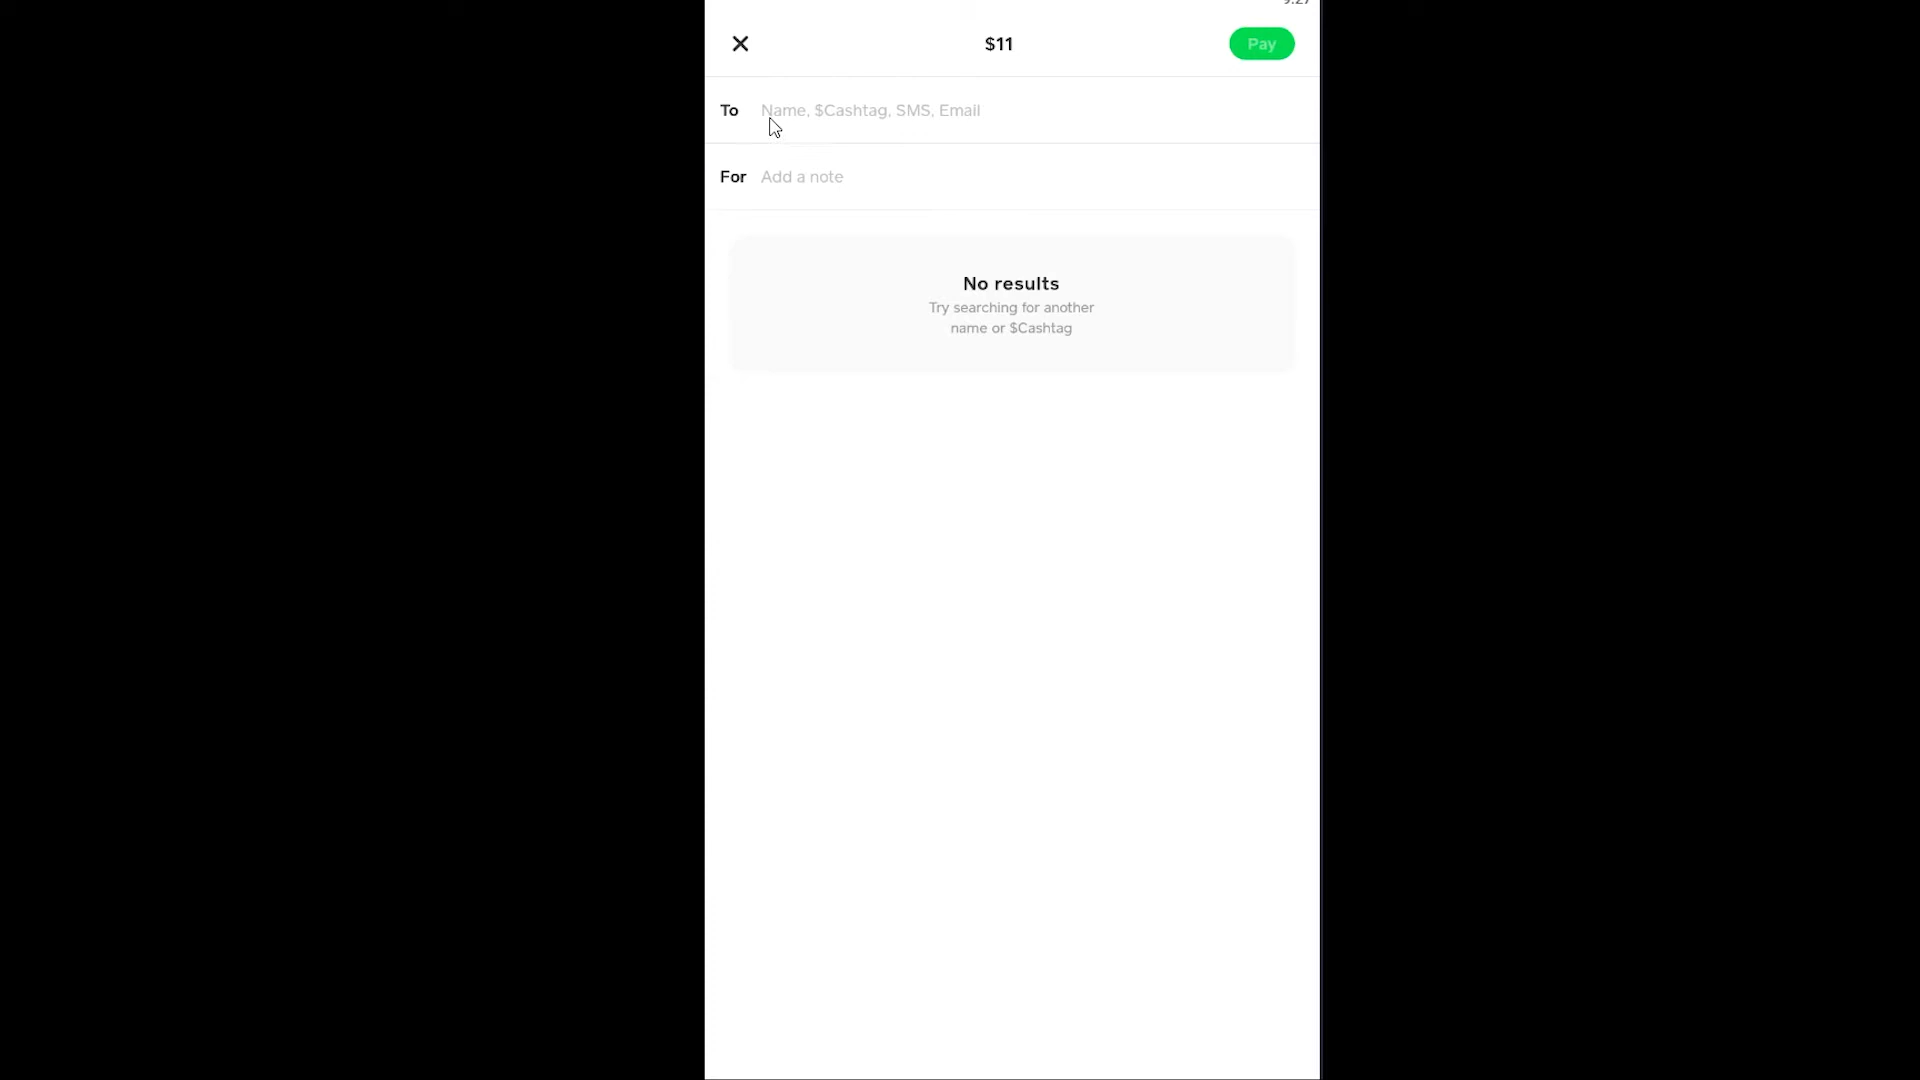 $11
Pay
To Name, $Cashtag, SMS, Email
For Add a note
No results
Try searching for another
name or $Cashtag